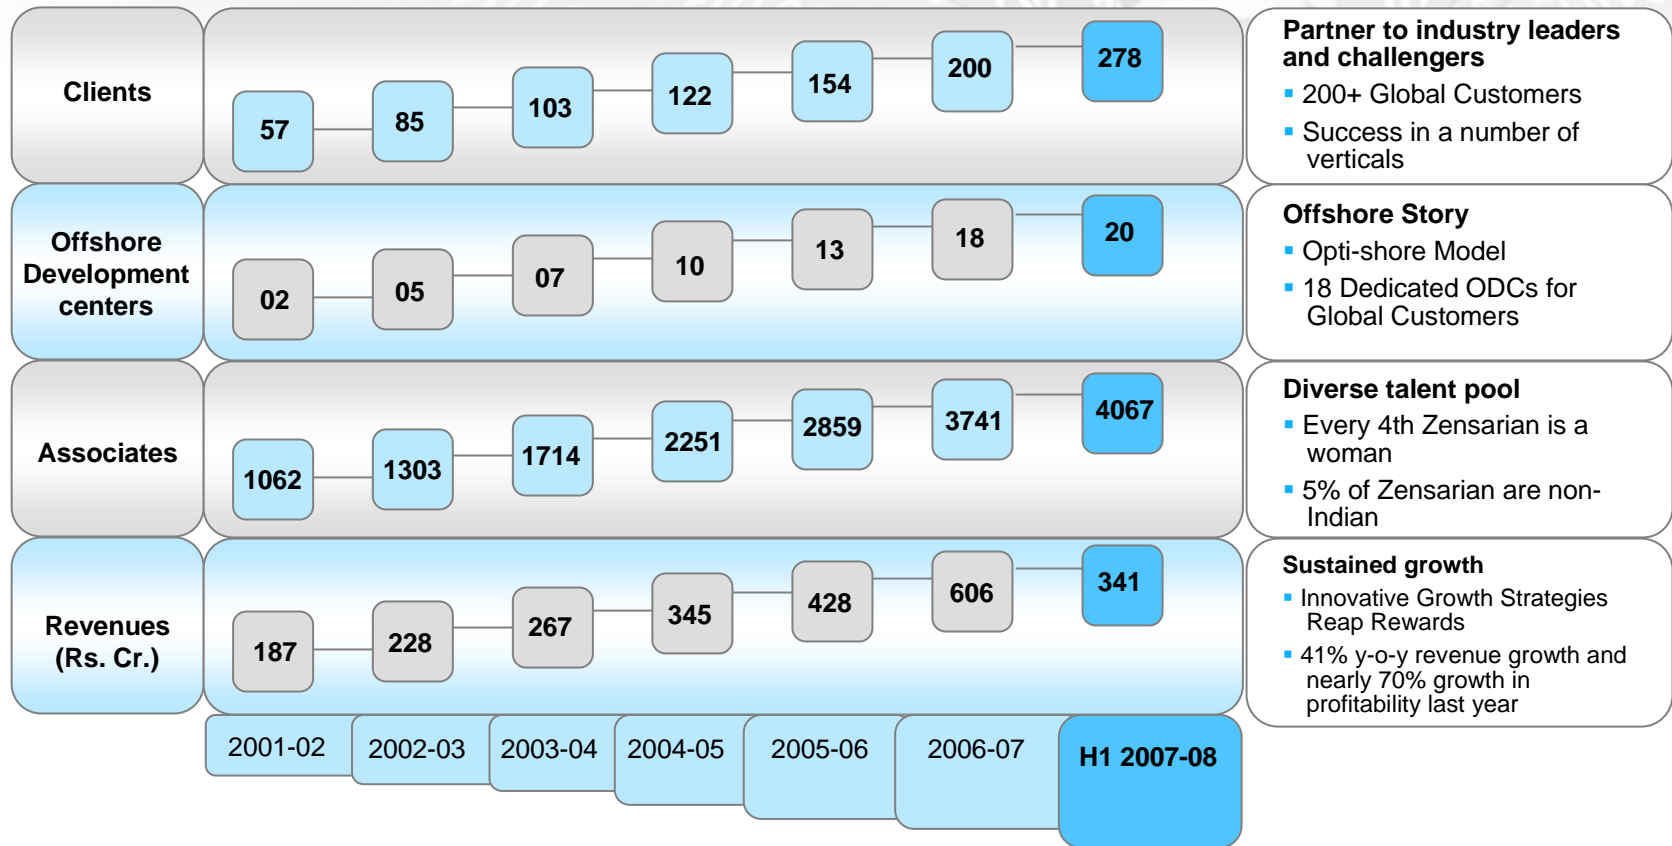 Clients
57
85
103
122
154
200
278
Partner to industry leaders
and challengers
200+ Global Customers
Success in a number of
verticals
Offshore
Development
centers
02
05
07
10
13
18
20
Offshore Story
Opti-shore Model
18 Dedicated ODCs for
Global Customers
Associates
1062
1303
1714
2251
2859
3741
4067
Diverse talent pool
Every 4th Zensarian is a
woman
5% of Zensarian are non-
Indian
Revenues
(Rs. Cr.)
187
228
267
345
428
606
341
Sustained growth
Innovative Growth Strategies
Reap Rewards
41% y-o-y revenue growth and
nearly 70% growth in
profitability last year
2001-02
2002-03
2003-04
2004-05
2005-06
2006-07
H1 2007-08